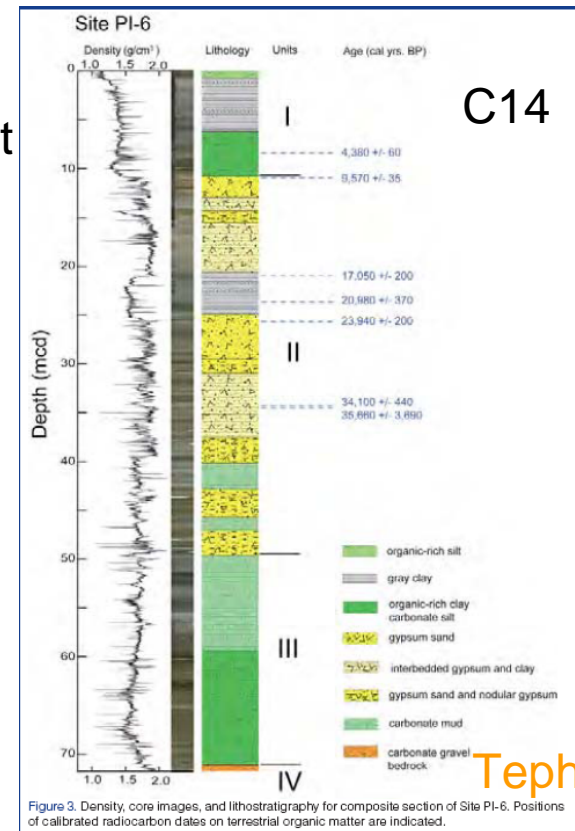 Site PI-6
Density (g/cm³) Lithology Units Age (cal yrs. BP)
1.0 1.5 2.0
0
t
C14
I
4,380 +/- 60
10
9,570 +/- 35
20
17,050 +/- 200
20,980 +/- 370
23,940 +/- 200
Depth (mcd)
30
II
34,100 +/- 440
35,660 +/- 3,690
40
50
organic-rich silt
gray clay
organic-rich clay
carbonate silt
gypsum sand
III
60
interbedded gypsum and clay
gypsum sand and nodular gypsum
carbonate mud
70
carbonate gravel
bedrock
Teph
1.0 1.5 2.0
IV
Figure 3. Density, core images, and lithostratigraphy for composite section of Site PI-6. Positions
of calibrated radiocarbon dates on terrestrial organic matter are indicated.